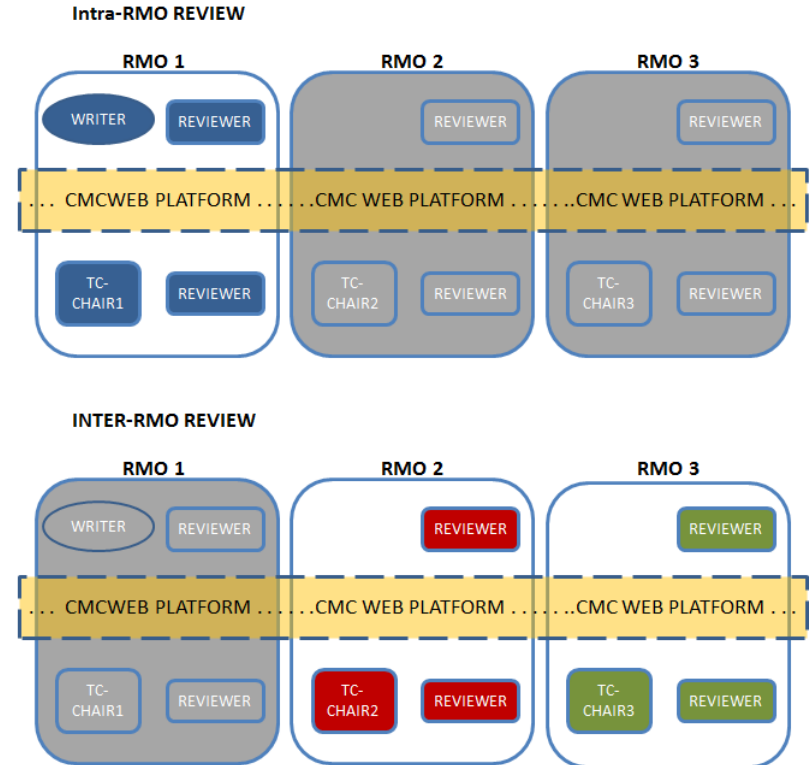 Intra-RMO REVIEW
RMO 1 RMO 2 RMO 3
WRITER REVIEWER REVIEWER REVIEWER
. . . CMCWEB PLATFORM . . . . . .CMC WEB PLATFORM . . . . . ..CMC WEB PLATFORM . . .
TC-
CHAIR1
REVIEWER
TC-
CHAIR2
REVIEWER
TC-
CHAIR3
REVIEWER
INTER-RMO REVIEW
RMO 1 RMO 2 RMO 3
WRITER REVIEWER REVIEWER REVIEWER
. . . CMCWEB PLATFORM . . . . . .CMC WEB PLATFORM . . . . . ..CMC WEB PLATFORM . . .
TC-
CHAIR1
REVIEWER
TC-
CHAIR2
REVIEWER
TC-
CHAIR3
REVIEWER